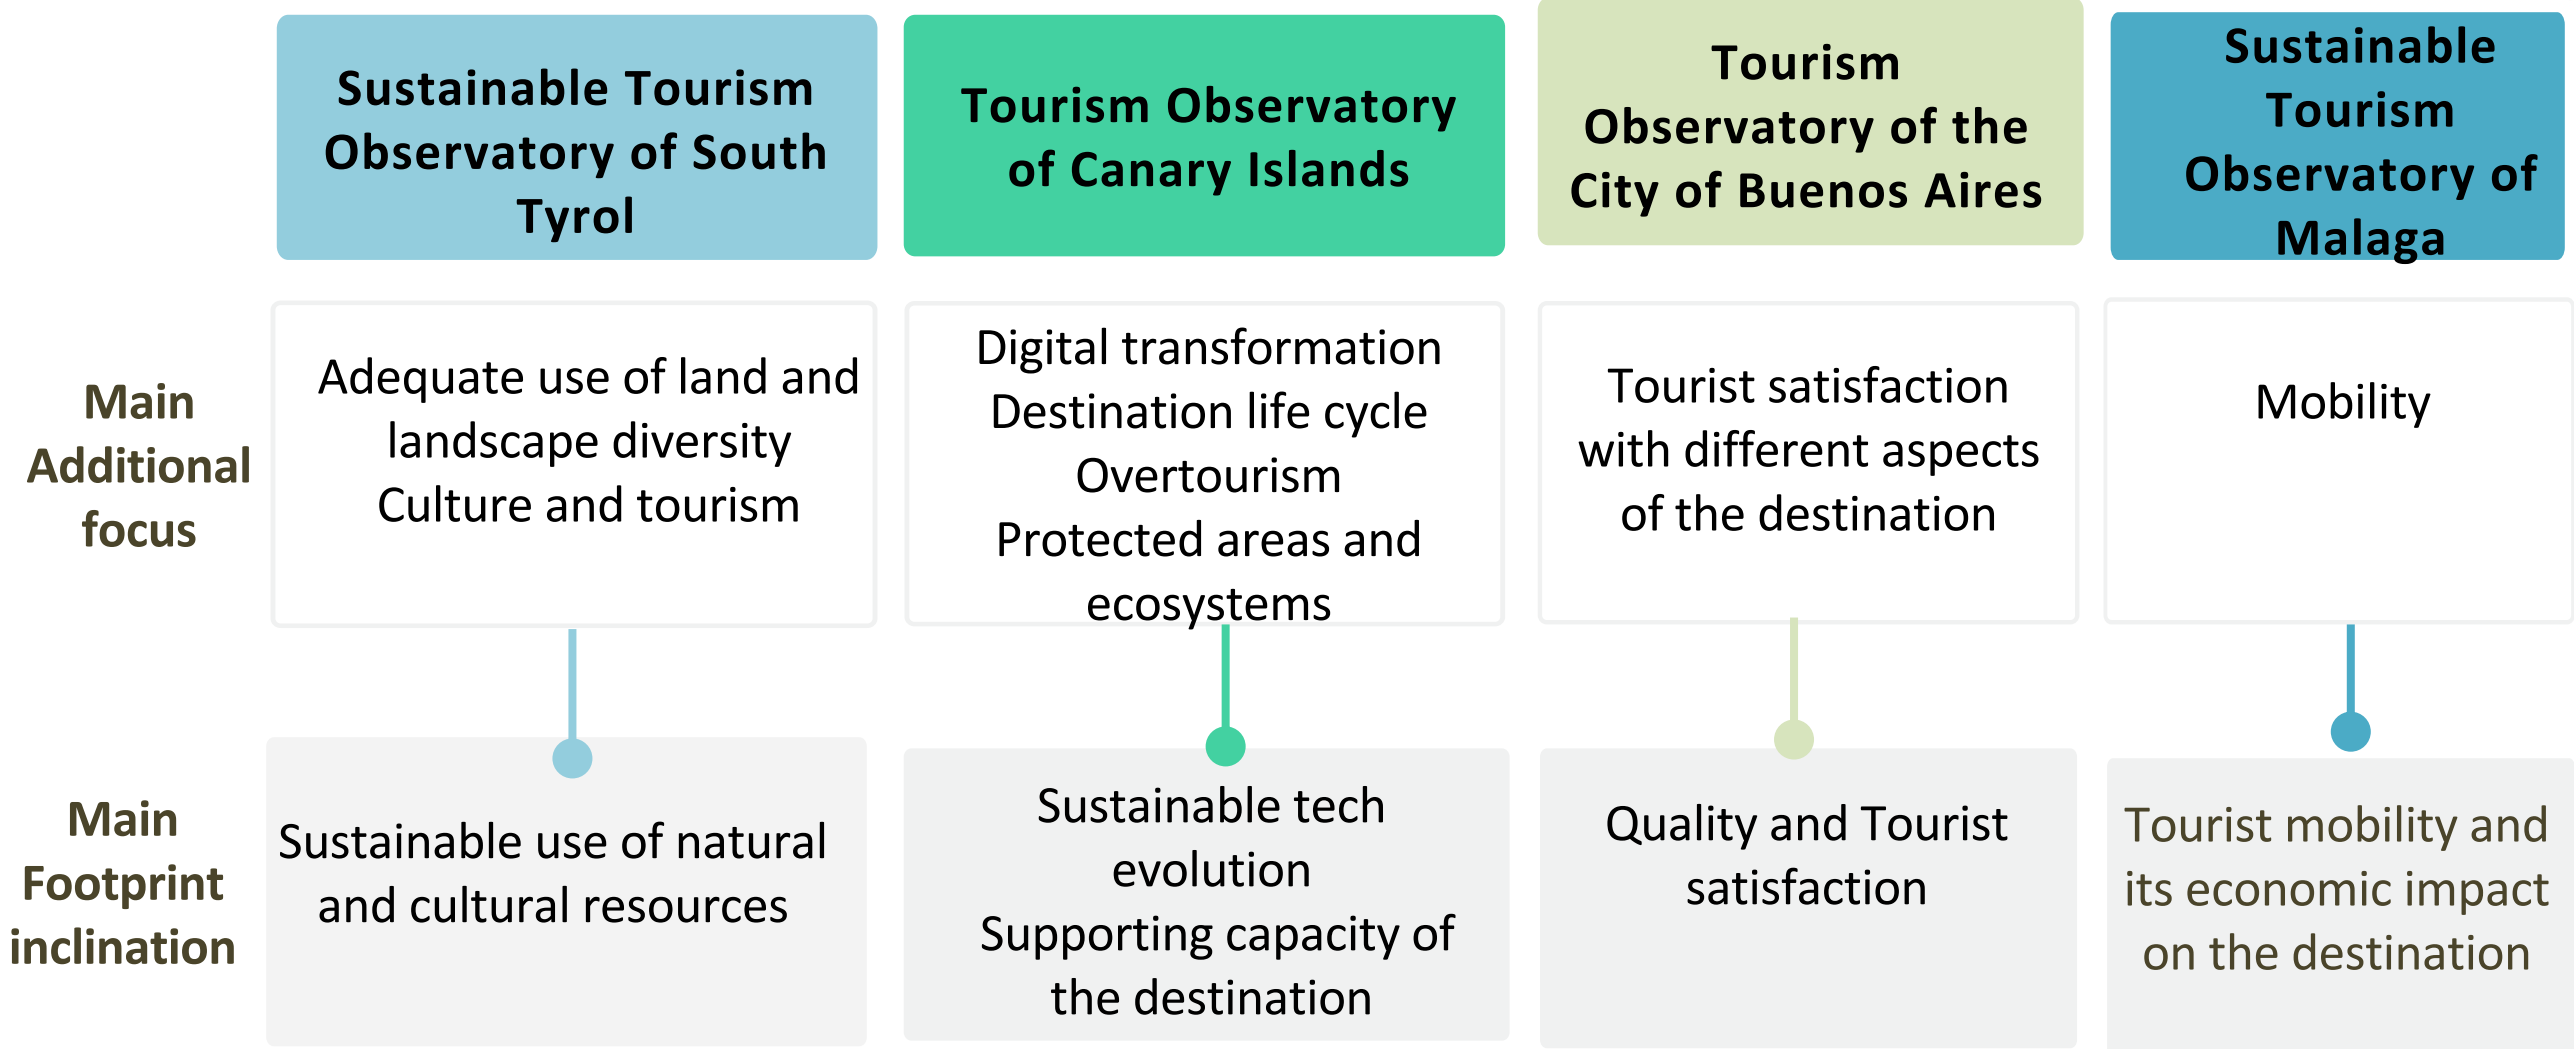 Sustainable Tourism
Observatory of South
Tyrol
Tourism Observatory
of Canary Islands
Tourism
Observatory of the
City of Buenos Aires
Sustainable
Tourism
Observatory of
Malaga
Main
Additional
focus
Adequate use of land and
landscape diversity
Culture and tourism
Digital transformation
Destination life cycle
Overtourism
Protected areas and
ecosystems
Tourist satisfaction
with different aspects
of the destination
Mobility
Main
Footprint
inclination
Sustainable use of natural
and cultural resources
Sustainable tech
evolution
Supporting capacity of
the destination
Quality and Tourist
satisfaction
Tourist mobility and
its economic impact
on the destination